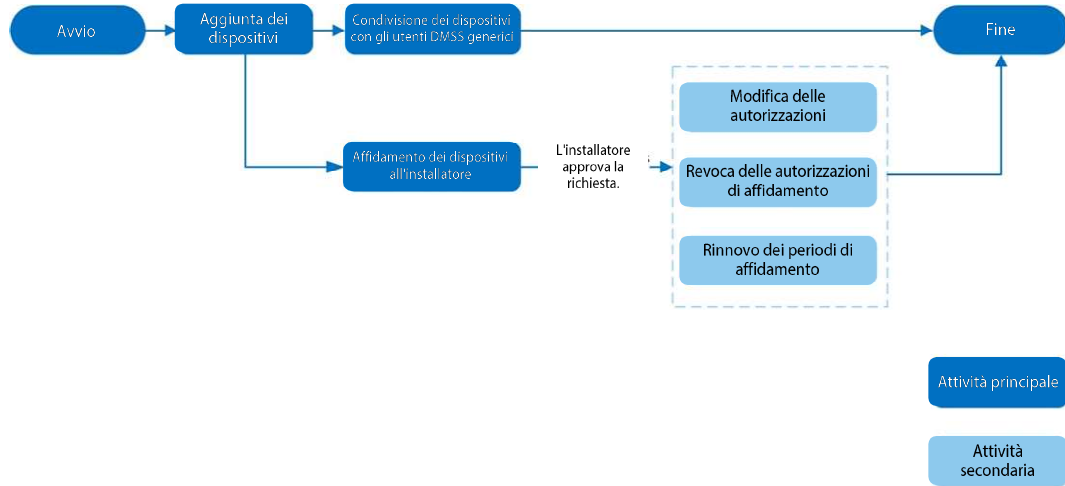 Avvio
Aggiunta dei
dispositivi
Condivisione dei dispositivi
con gli utenti DMSS generici
Fine
Affidamento dei dispositivi
all'installatore
L'installatore
approva la
richiesta.
Modifica delle
autorizzazioni
Revoca delle autorizzazioni
di affidamento
Rinnovo dei periodi di
affidamento
Attività principale
Attività
secondaria